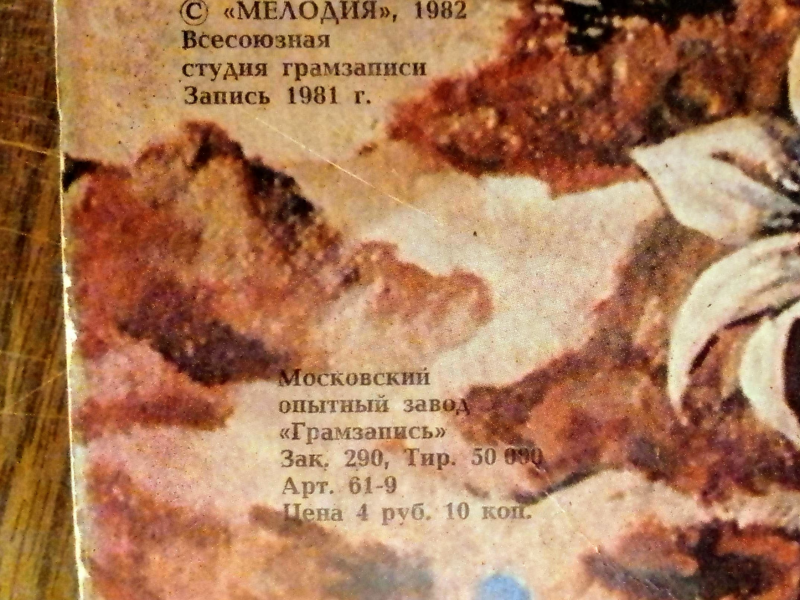 © «МЕЛОДИЯ», 1982
Всесоюзная
студия грамзаписи
Запись 1981 г.
Московский
опытный завод
«Грамзапись»
Зак. 290, Тир. 50 000
Арт. 61-9
Цена 4 руб. 10 коп.